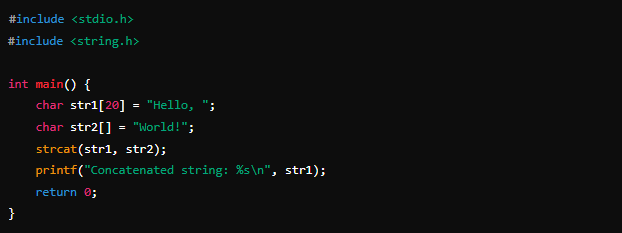 #include <stdio.h>
#include <string.h>

int main() {
    char str1[20] = "Hello, ";
    char str2[] = "World!";
    strcat(str1, str2);
    printf("Concatenated string: %s\n", str1);
    return 0;
}